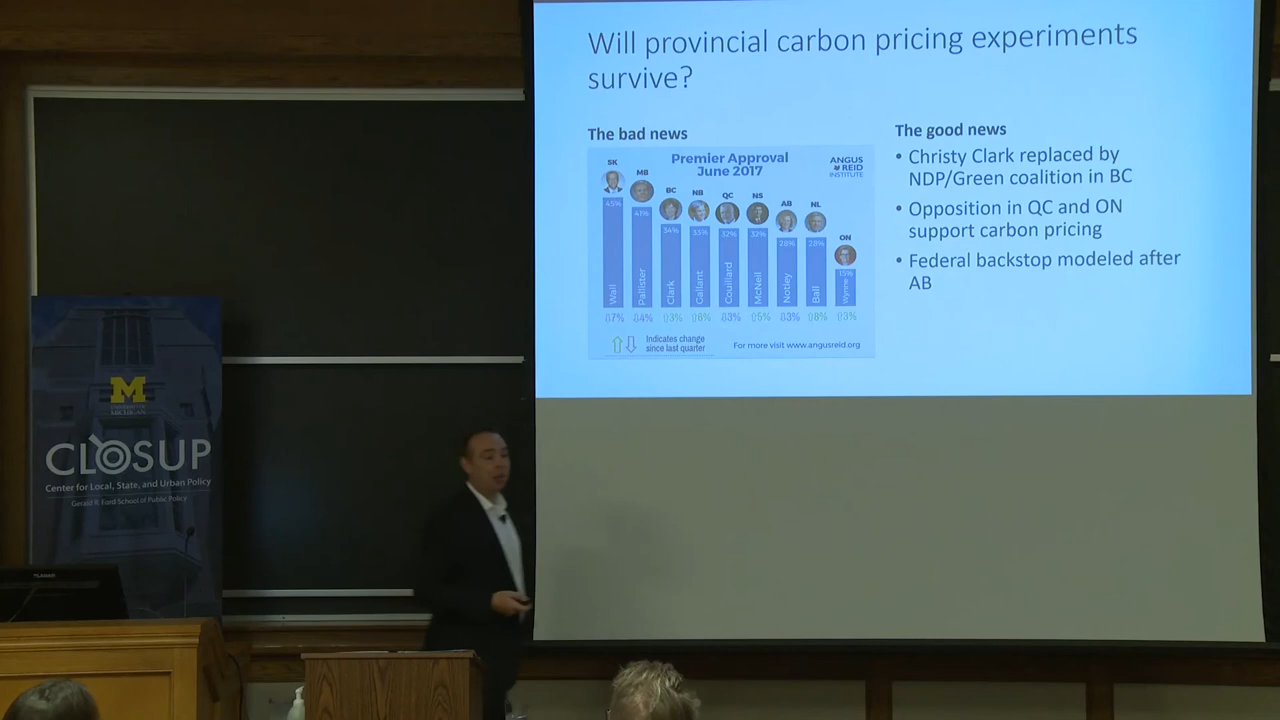 Will provincial carbon pricing experiments
survive?
The bad news
Premier Approval
June 2017
ANGUS
REID
INSTITUTE
SK
MB
BC
NB
QC
NS
AB
NL
ON
45%
41%
34%
33%
32%
32%
28%
28%
15%
Wall
Pallister
Clark
Gallant
Couillard
McNeil
Notley
Ball
Wynne
Indicates change
since last quarter
For more visit www.angusreid.org
The good news
• Christy Clark replaced by
NDP/Green coalition in BC
• Opposition in QC and ON
support carbon pricing
• Federal backstop modeled after
AB
M
UNIVERSITY OF
MICHIGAN
CLOSUP
Center for Local, State, and Urban Policy
Gerald R. Ford School of Public Policy